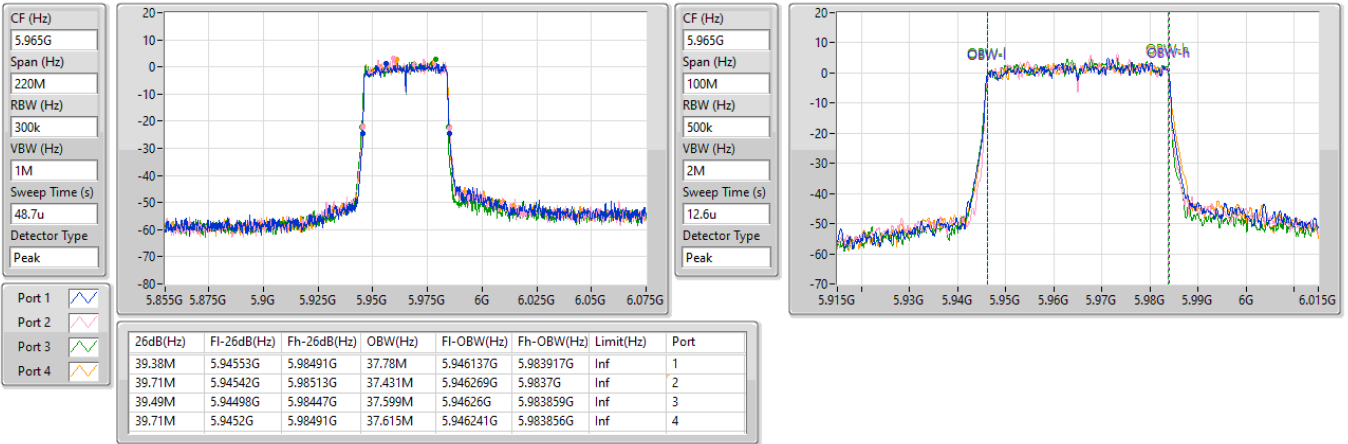 CF (Hz)
5.965G
Span (Hz)
220M
RBW (Hz)
300k
VBW (Hz)
1M
Sweep Time (s)
48.7u
Detector Type
Peak
20
10
0
-10
-20
-30
-40
-50
-60
-70
-80
5.855G 5.875G 5.9G 5.925G 5.95G 5.975G 6G 6.025G 6.05G 6.075G
CF (Hz)
5.965G
Span (Hz)
100M
RBW (Hz)
500k
VBW (Hz)
2M
Sweep Time (s)
12.6u
Detector Type
Peak
20
10
0
-10
-20
-30
-40
-50
-60
-70
OBW-l OBW-h
5.915G 5.93G 5.94G 5.95G 5.96G 5.97G 5.98G 5.99G 6G 6.015G
Port 1
Port 2
Port 3
Port 4
26dB(Hz) Fl-26dB(Hz) Fh-26dB(Hz) OBW(Hz) Fl-OBW(Hz) Fh-OBW(Hz) Limit(Hz) Port
39.38M 5.94553G 5.98491G 37.78M 5.946137G 5.983917G Inf 1
39.71M 5.94542G 5.98513G 37.431M 5.946269G 5.9837G Inf 2
39.49M 5.94498G 5.98447G 37.599M 5.94626G 5.983859G Inf 3
39.71M 5.9452G 5.98491G 37.615M 5.946241G 5.983856G Inf 4